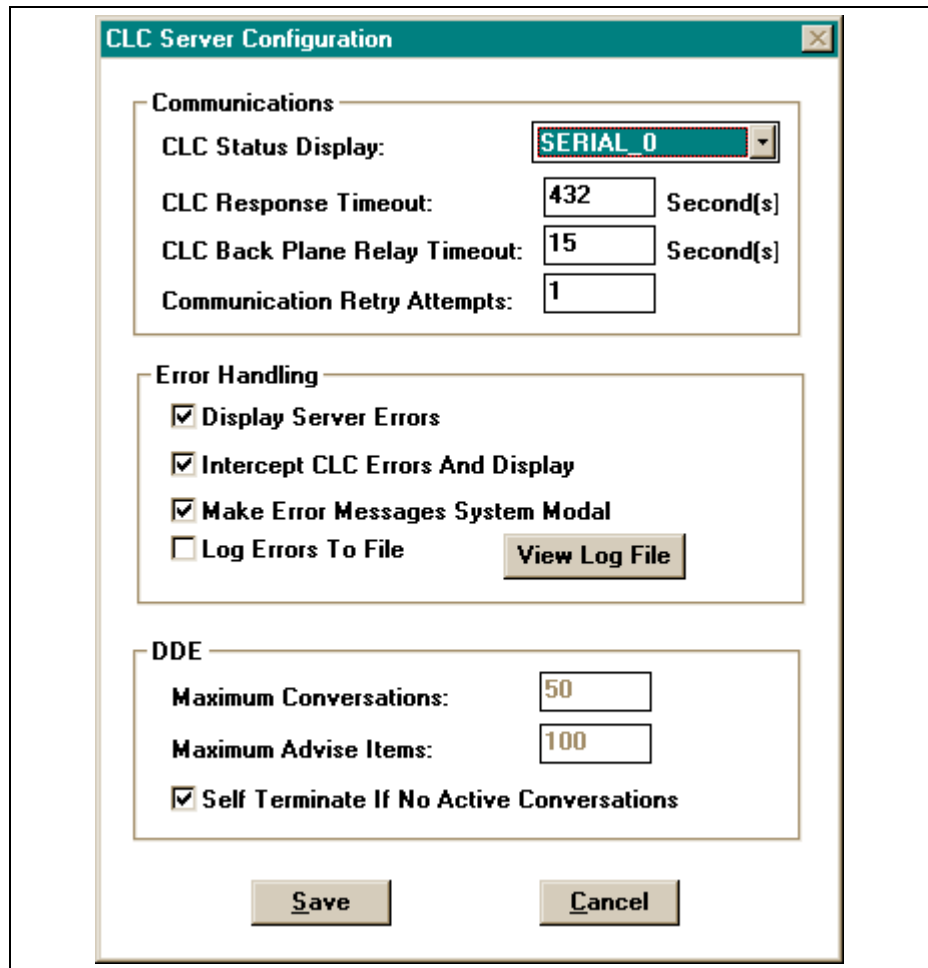 CLC Server Configuration
Communications
CLC Status Display: SERIAL_0
CLC Response Timeout: 432 Second[s]
CLC Back Plane Relay Timeout: 15 Second[s]
Communication Retry Attempts: 1
Error Handling
Display Server Errors
Intercept CLC Errors And Display
Make Error Messages System Modal
Log Errors To File View Log File
DDE
Maximum Conversations: 50
Maximum Advise Items: 100
Self Terminate If No Active Conversations
Save Cancel